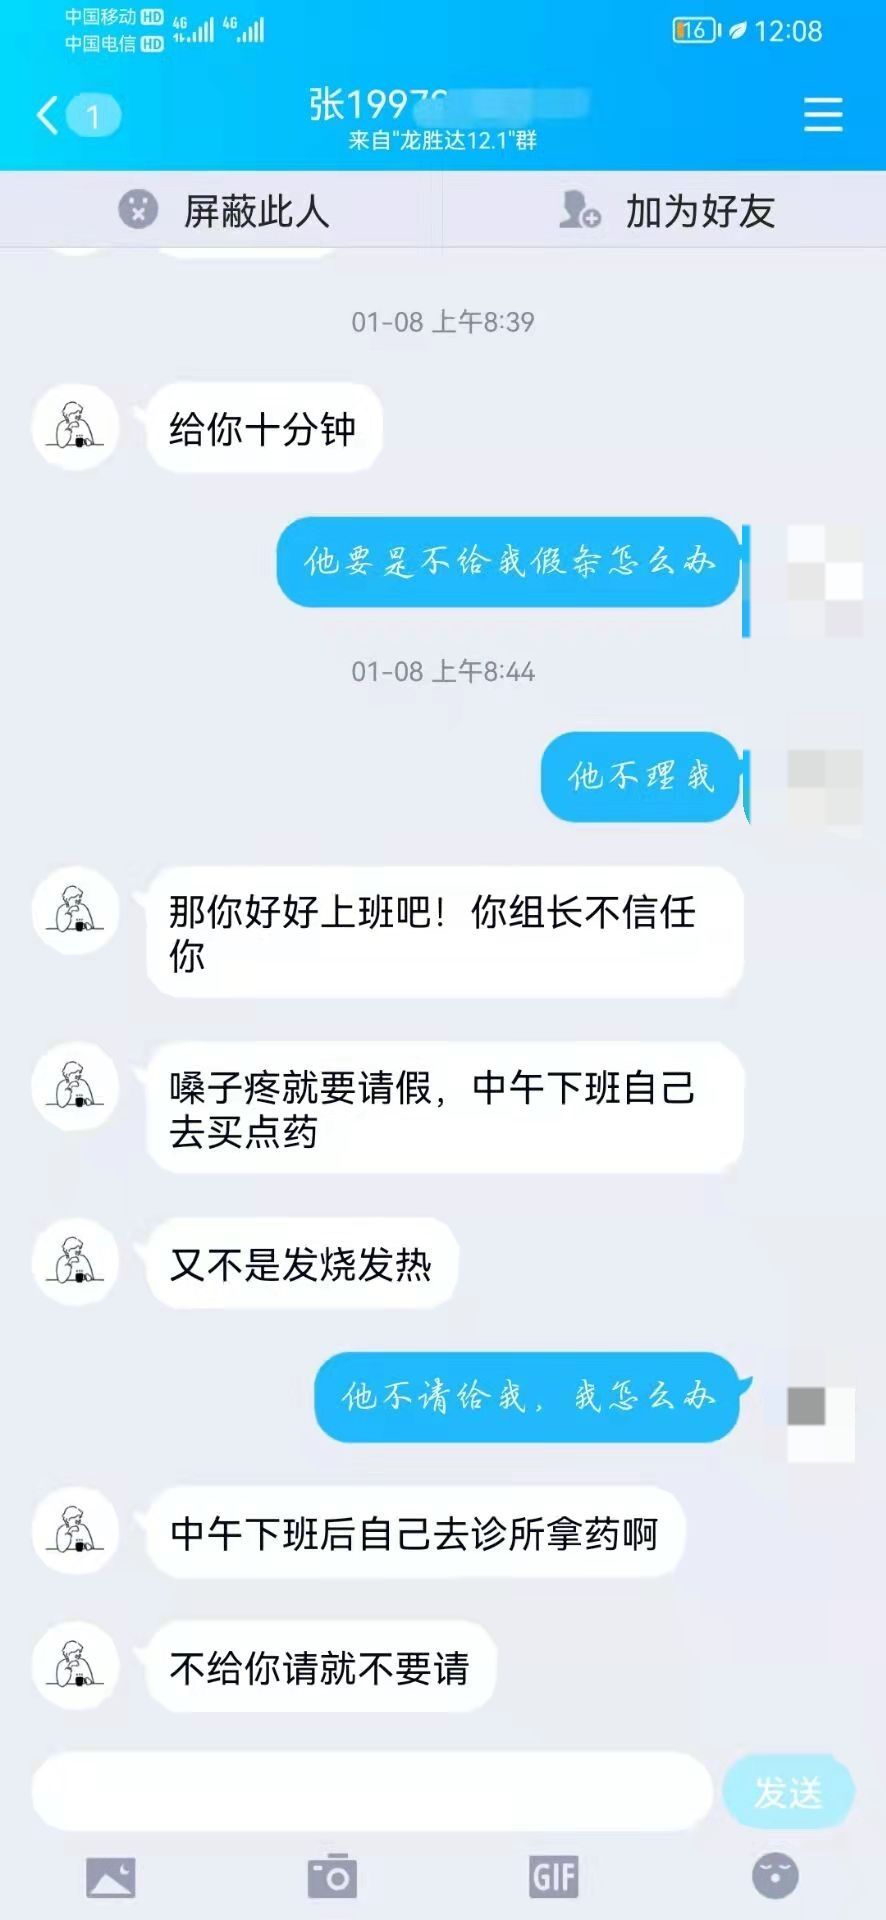 中国移动 HD 4G 4G
中国电信 HD
16 12:08
1
张1997
来自"龙胜达12.1"群
屏蔽此人
加为好友
01-08 上午8:39
给你十分钟
他要是不给我假条怎么办
01-08 上午8:44
他不理我
那你好好上班吧！你组长不信任
你
嗓子疼就要请假，中午下班自己
去买点药
又不是发烧发热
他不请给我，我怎么办
中午下班后自己去诊所拿药啊
不给你请就不要请
发送
GIF